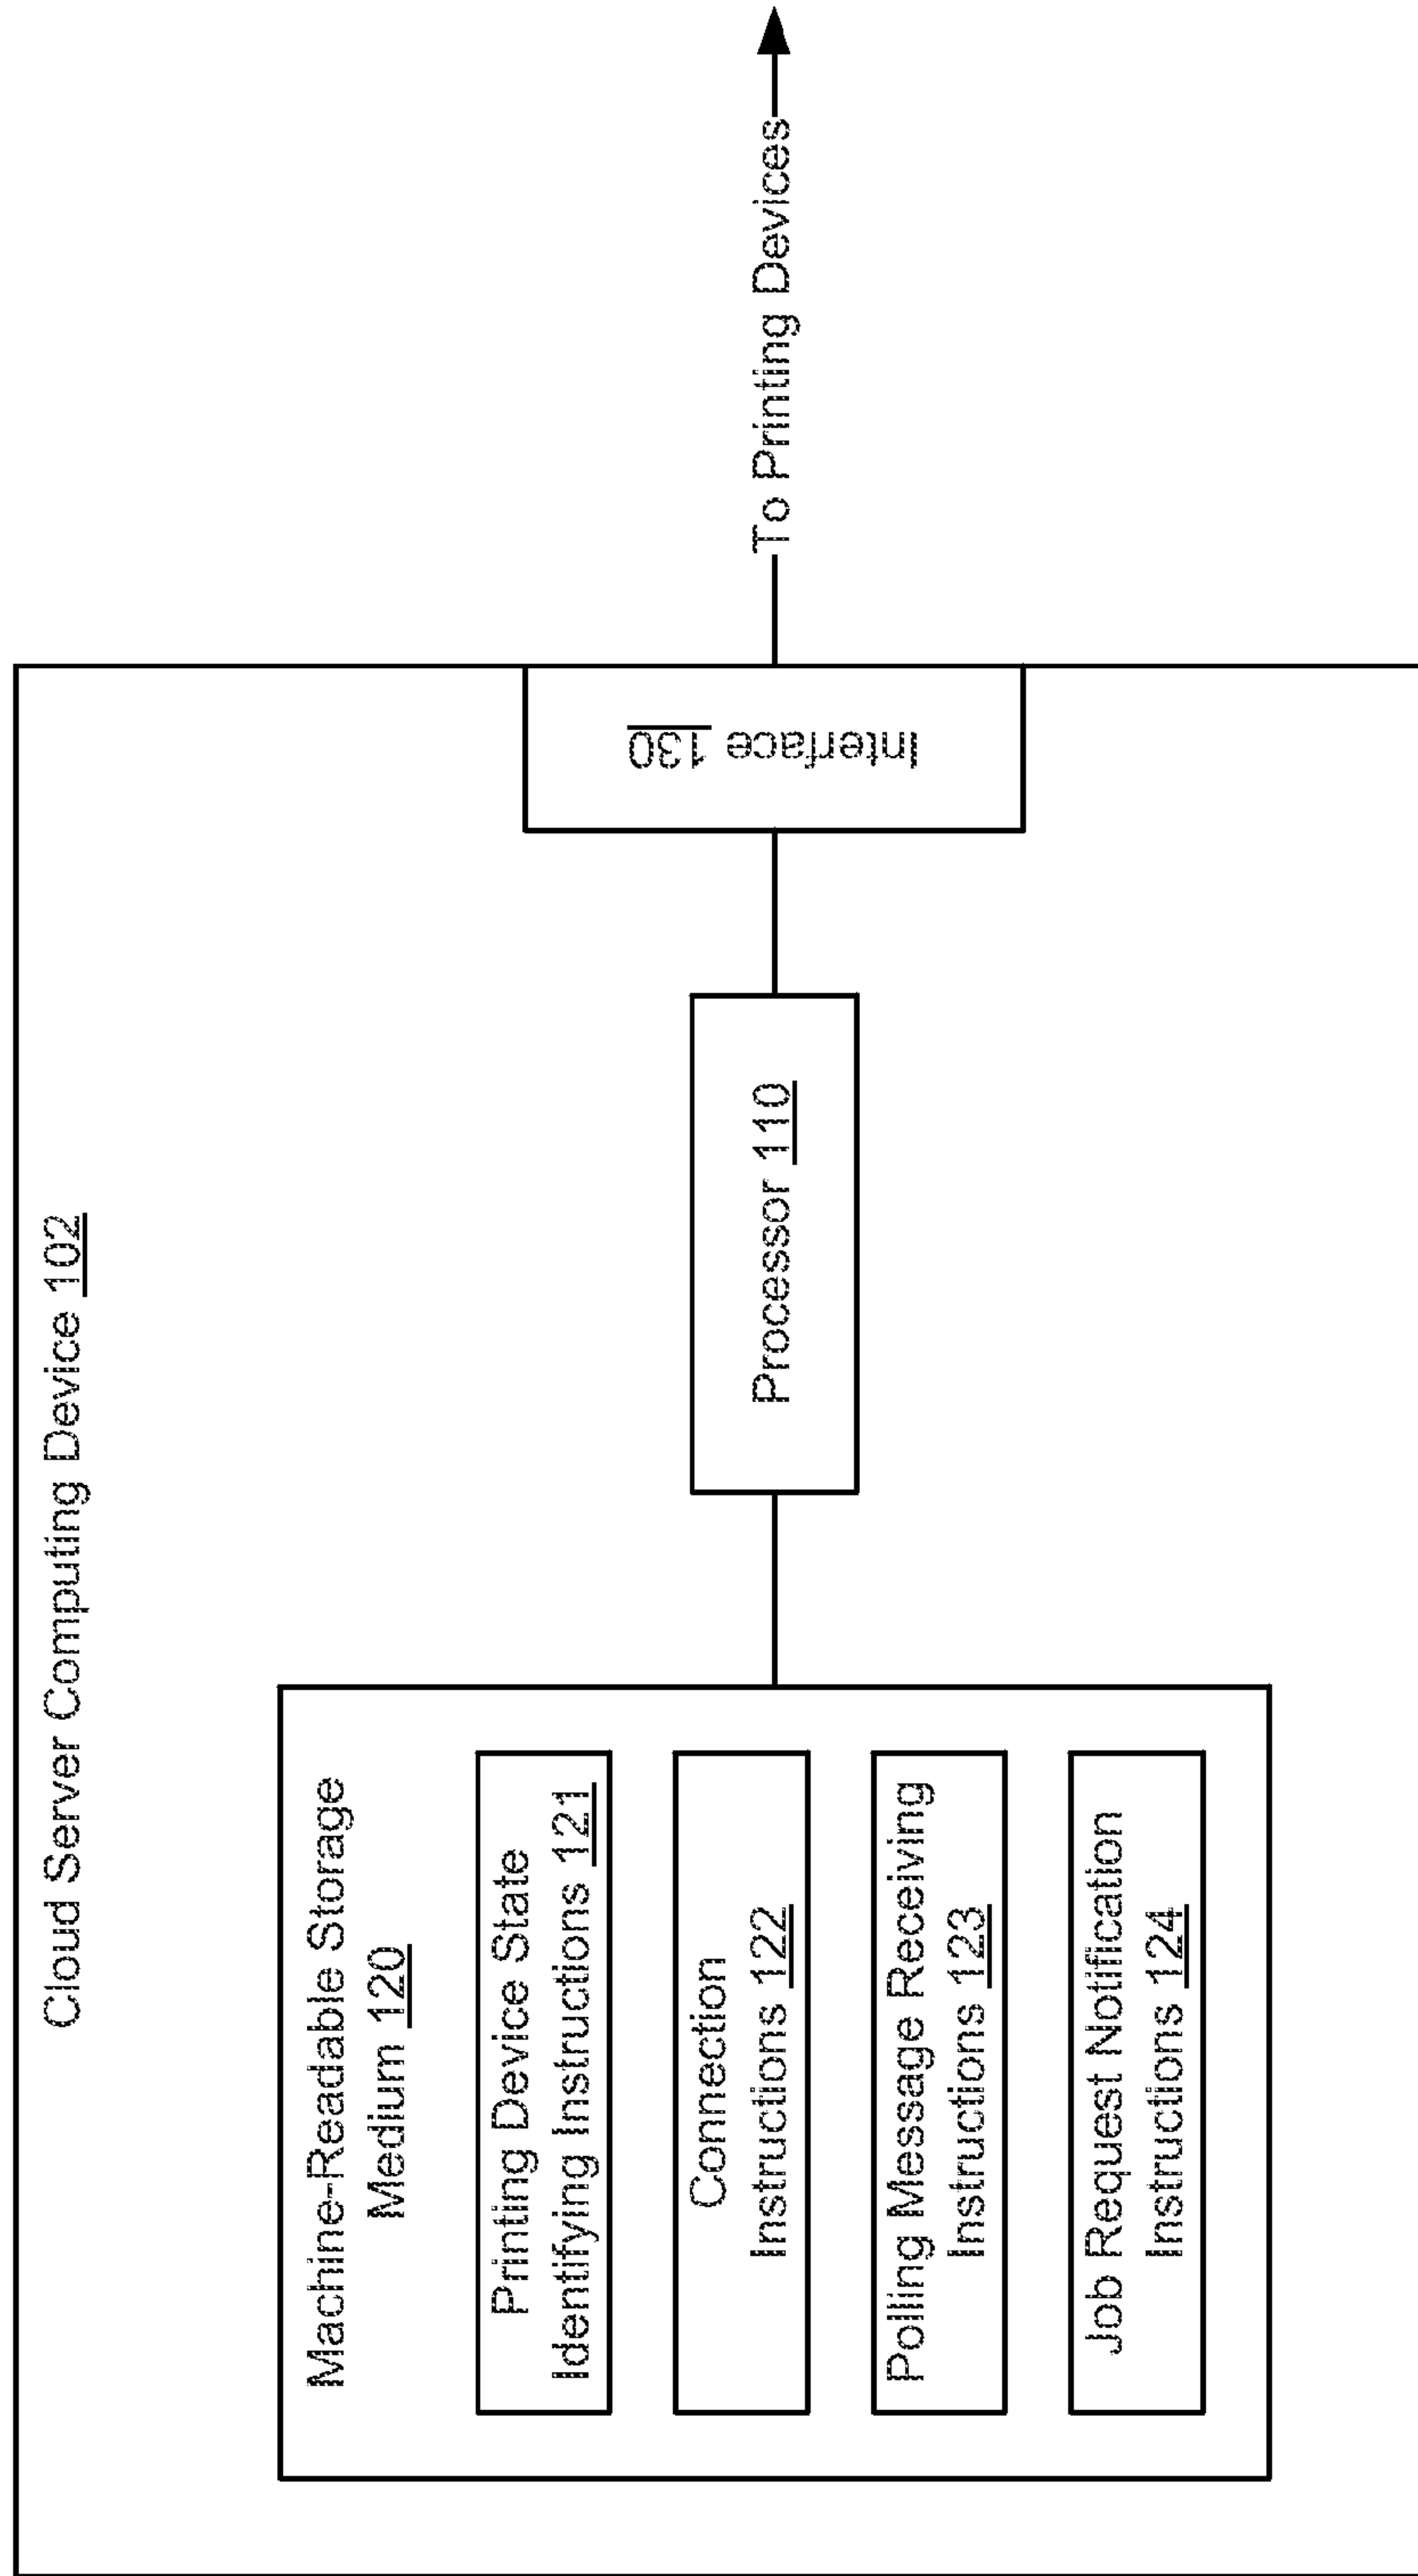 Cloud Server Computing Device 102
Machine-Readable Storage
Medium 120
Printing Device State
Identifying Instructions 121
Connection
Instructions 122
Polling Message Receiving
Instructions 123
Job Request Notification
Instructions 124
Processor 110
Interface 130
To Printing Devices